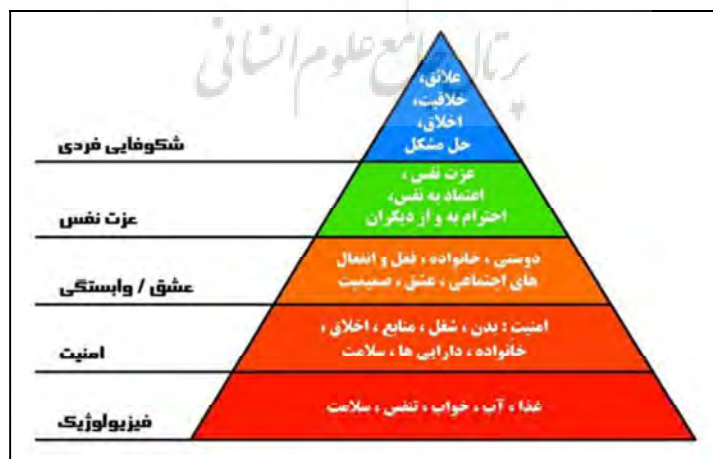 پرتال جامع علوم انسانی
علائق،
خلاقیت،
اخلاق،
حل مشکل
شکوفایی فردی
عزت نفس ،
اعتماد به نفس،
احترام به و از دیگران
عزت نفس
دوستی ، خانواده ، فعل و انفعال
های اجتماعی ، عشق ، صمیمیت
عشق / وابستگی
امنیت : بدن ، شغل ، منابع ، اخلاق ،
خانواده ، دارایی ها ، سلامت
امنیت
غذا ، آب ، خواب ، تنفس ، سلامت
فیزیولوژیک